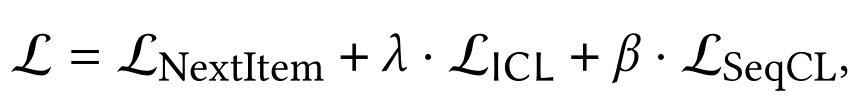 ℒ = ℒ_NextItem + λ · ℒ_ICL + β · ℒ_SeqCL,